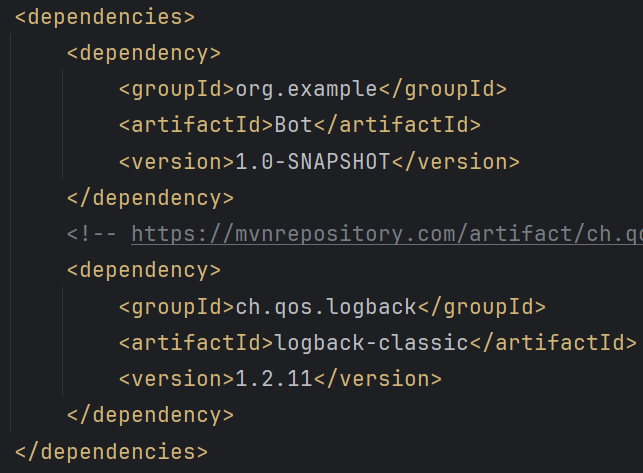 <dependencies>
<dependency>
<groupId>org.example</groupId>
<artifactId>Bot</artifactId>
<version>1.0-SNAPSHOT</version>
</dependency>
<!-- https://mvnrepository.com/artifact/ch.qo
<dependency>
<groupId>ch.qos.logback</groupId>
<artifactId>logback-classic</artifactId>
<version>1.2.11</version>
</dependency>
</dependencies>